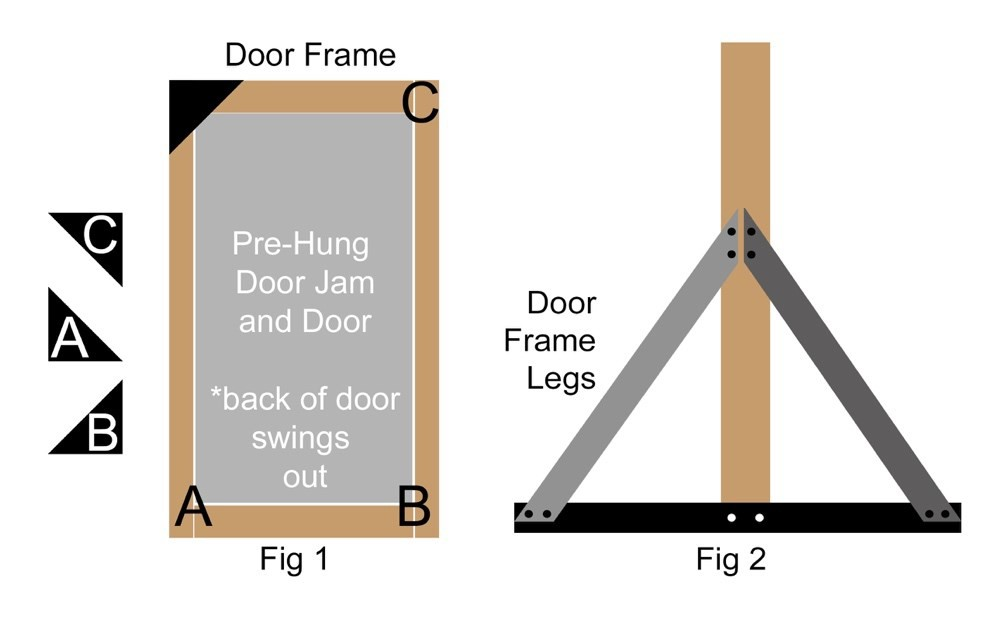 Door Frame
C
C
A
B
Pre-Hung
Door Jam
and Door
*back of door
swings
out
A
B
Fig 1
Door
Frame
Legs
Fig 2